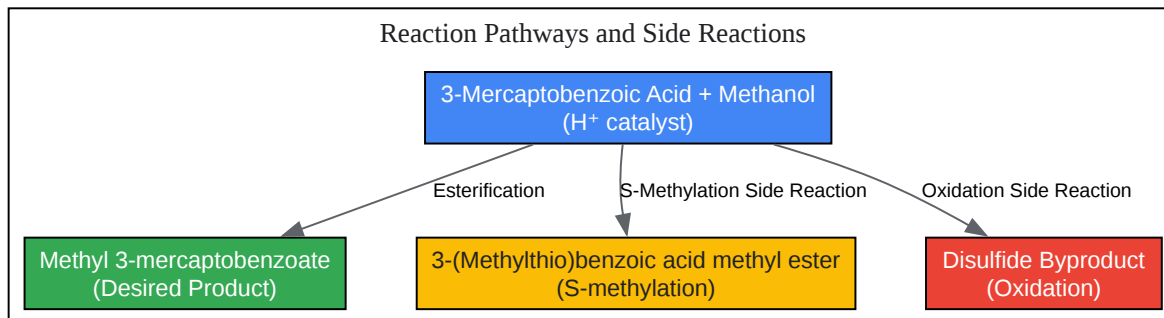 Reaction Pathways and Side Reactions
3-Mercaptobenzoic Acid + Methanol
(H⁺ catalyst)
Esterification
S-Methylation Side Reaction
Oxidation Side Reaction
Methyl 3-mercaptobenzoate
(Desired Product)
3-(Methylthio)benzoic acid methyl ester
(S-methylation)
Disulfide Byproduct
(Oxidation)